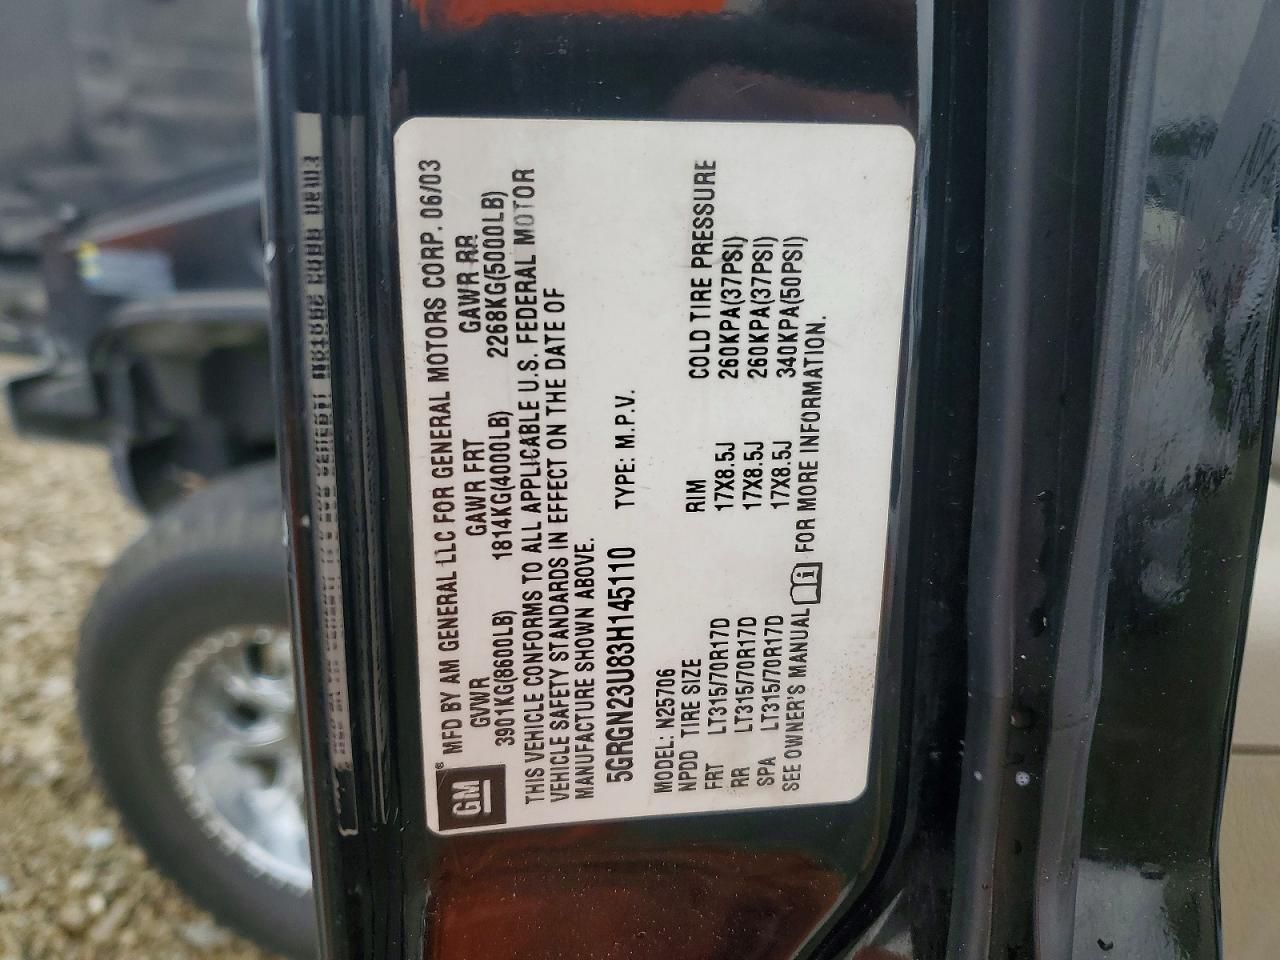 GM® MFD BY AM GENERAL LLC FOR GENERAL MOTORS CORP. 06/03
GVWR GAWR FRT GAWR RR
3901KG(8600LB) 1814KG(4000LB) 2268KG(5000LB)
THIS VEHICLE CONFORMS TO ALL APPLICABLE U.S. FEDERAL MOTOR
VEHICLE SAFETY STANDARDS IN EFFECT ON THE DATE OF
MANUFACTURE SHOWN ABOVE.
5GRGN23U83H145110 TYPE: M.P.V.
MODEL: N25706
NPDD TIRE SIZE RIM COLD TIRE PRESSURE
FRT LT315/70R17D 17X8.5J 260KPA(37PSI)
RR LT315/70R17D 17X8.5J 260KPA(37PSI)
SPA LT315/70R17D 17X8.5J 340KPA(50PSI)
SEE OWNER'S MANUAL i FOR MORE INFORMATION.